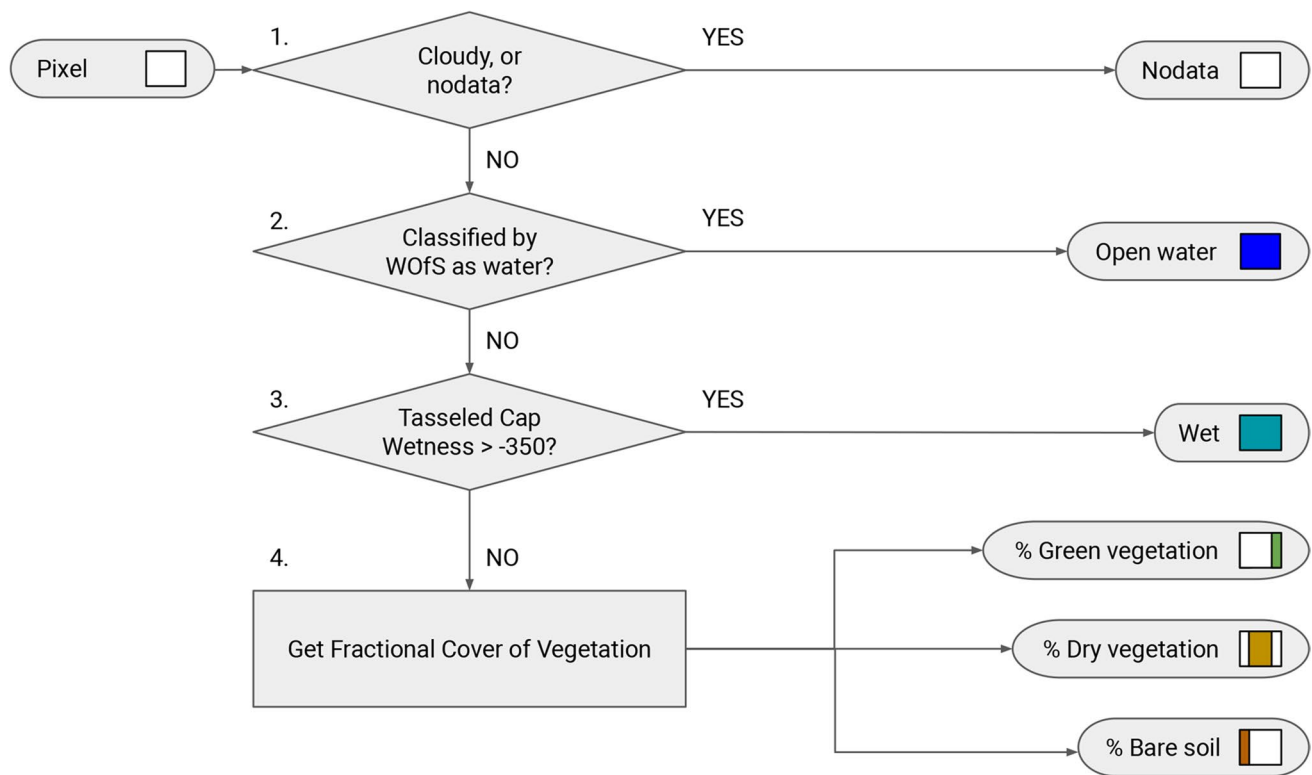 1.
YES
Pixel
Cloudy, or
nodata?
Nodata
NO
2.
YES
Classified by
WOfS as water?
Open water
NO
3.
YES
Tasseled Cap
Wetness > -350?
Wet
4.
NO
Get Fractional Cover of Vegetation
% Green vegetation
% Dry vegetation
% Bare soil